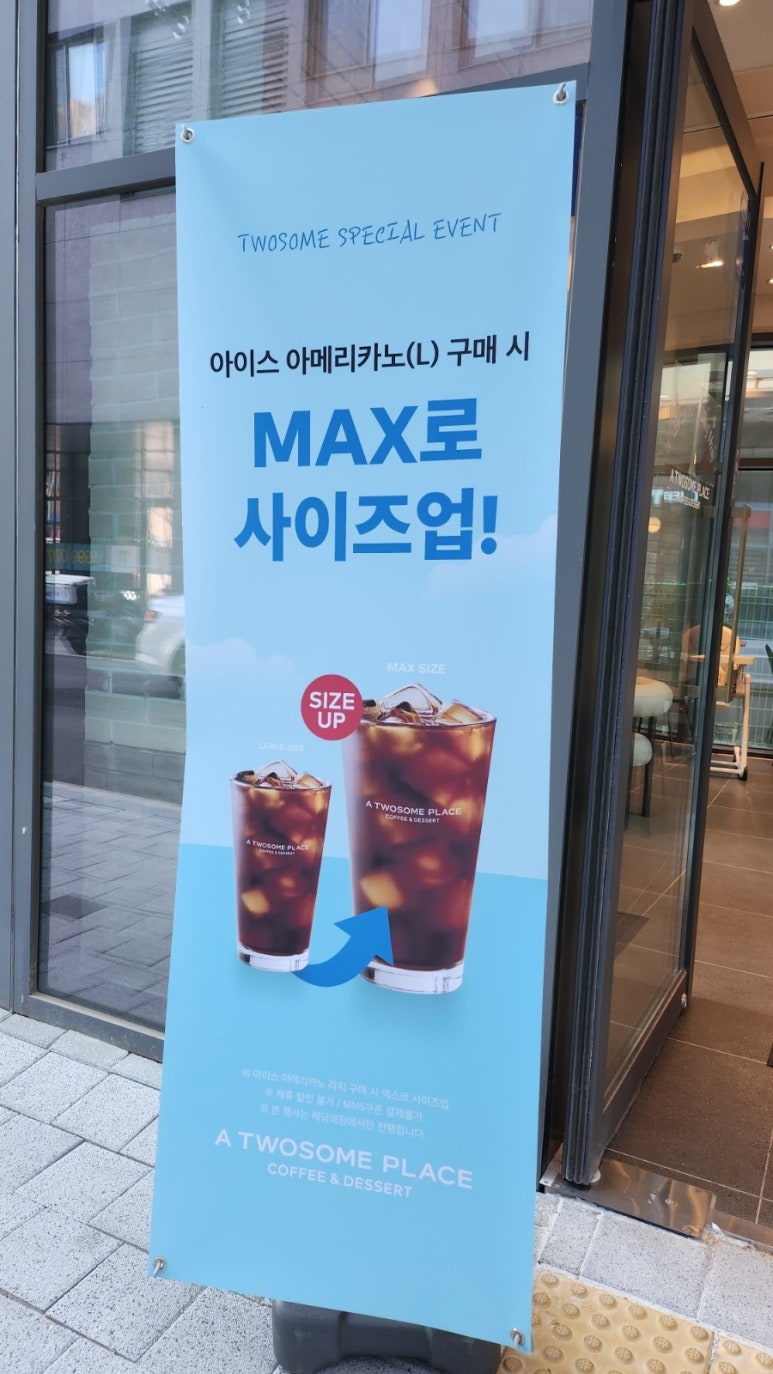 TWOSOME SPECIAL EVENT
아이스 아메리카노(L) 구매 시
MAX로
사이즈업!
MAX SIZE
SIZE
UP
LARGE SIZE
A TWOSOME PLACE
COFFEE & DESSERT
A TWOSOME PLACE
COFFEE & DESSERT
※ 아이스 아메리카노 라지 구매 시 맥스로 사이즈업
※ 제휴 할인 불가 / MMS쿠폰 결제불가
※ 본 행사는 해당매장에서만 진행합니다.
A TWOSOME PLACE
COFFEE & DESSERT
A TWOSOME PLACE